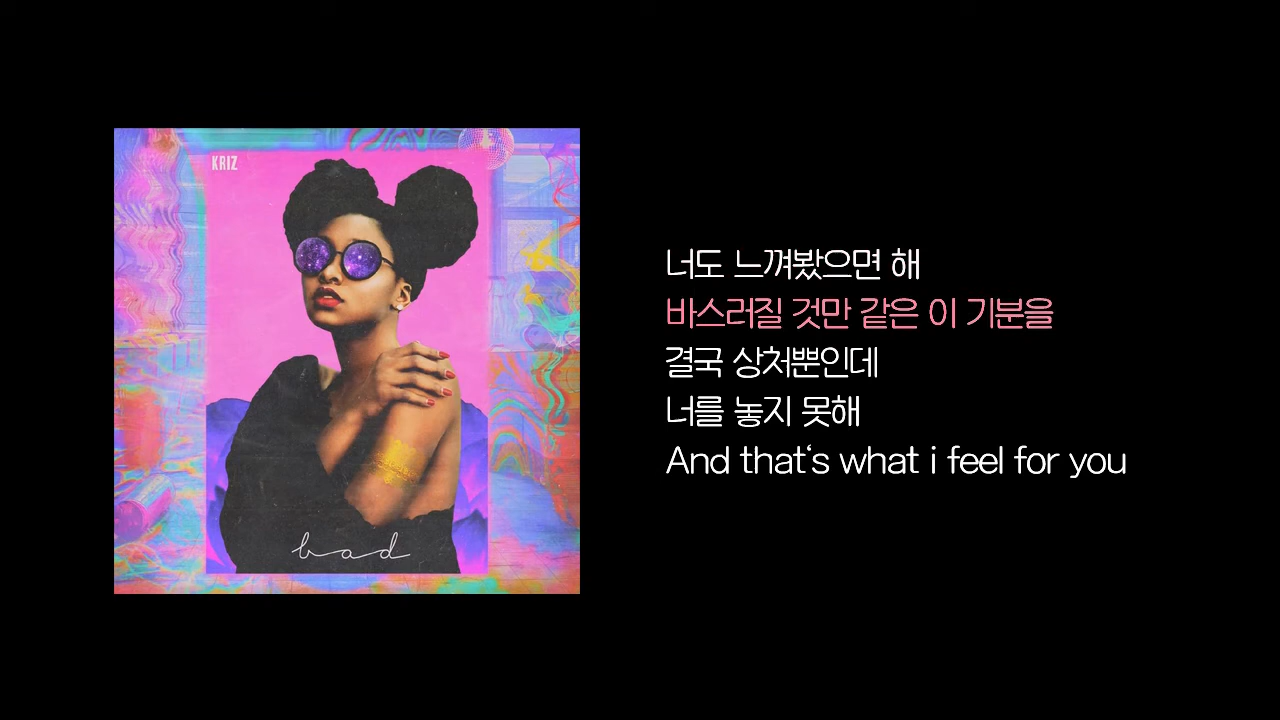 KRIZ
bad
너도 느껴봤으면 해
바스러질 것만 같은 이 기분을
결국 상처뿐인데
너를 놓지 못해
And that‘s what i feel for you